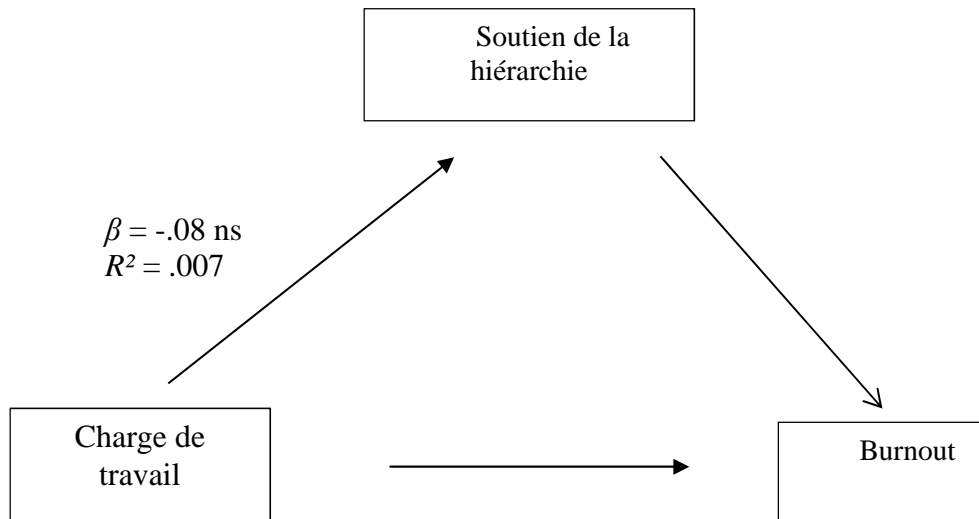 Soutien de la
hiérarchie
β = -.08 ns
R² = .007
Charge de
travail
Burnout